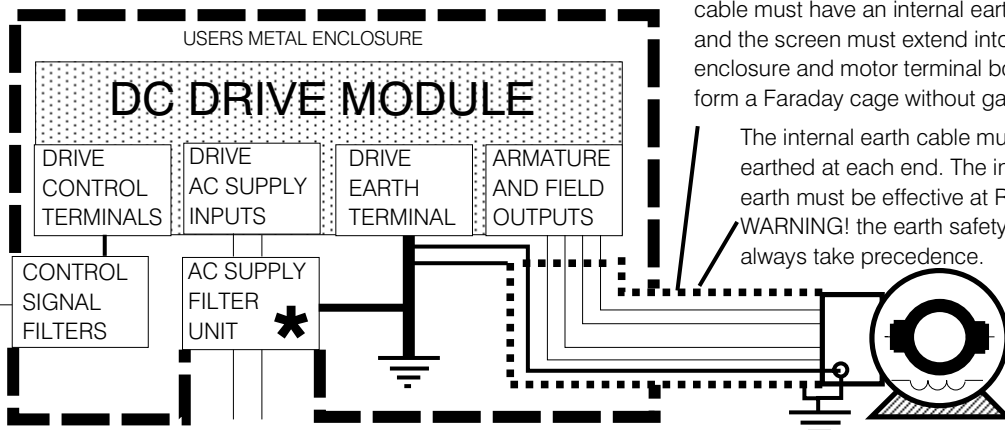 cable must have an internal eart
USERS METAL ENCLOSURE
and the screen must extend into
enclosure and motor terminal bo
form a Faraday cage without ga
DC DRIVE MODULE
The internal earth cable mu
earthed at each end. The in
earth must be effective at R
WARNING! the earth safety
always take precedence.
DRIVE
CONTROL
TERMINALS
DRIVE
AC SUPPLY
INPUTS
DRIVE
EARTH
TERMINAL
ARMATURE
AND FIELD
OUTPUTS
CONTROL
SIGNAL
FILTERS
AC SUPPLY
FILTER
UNIT *